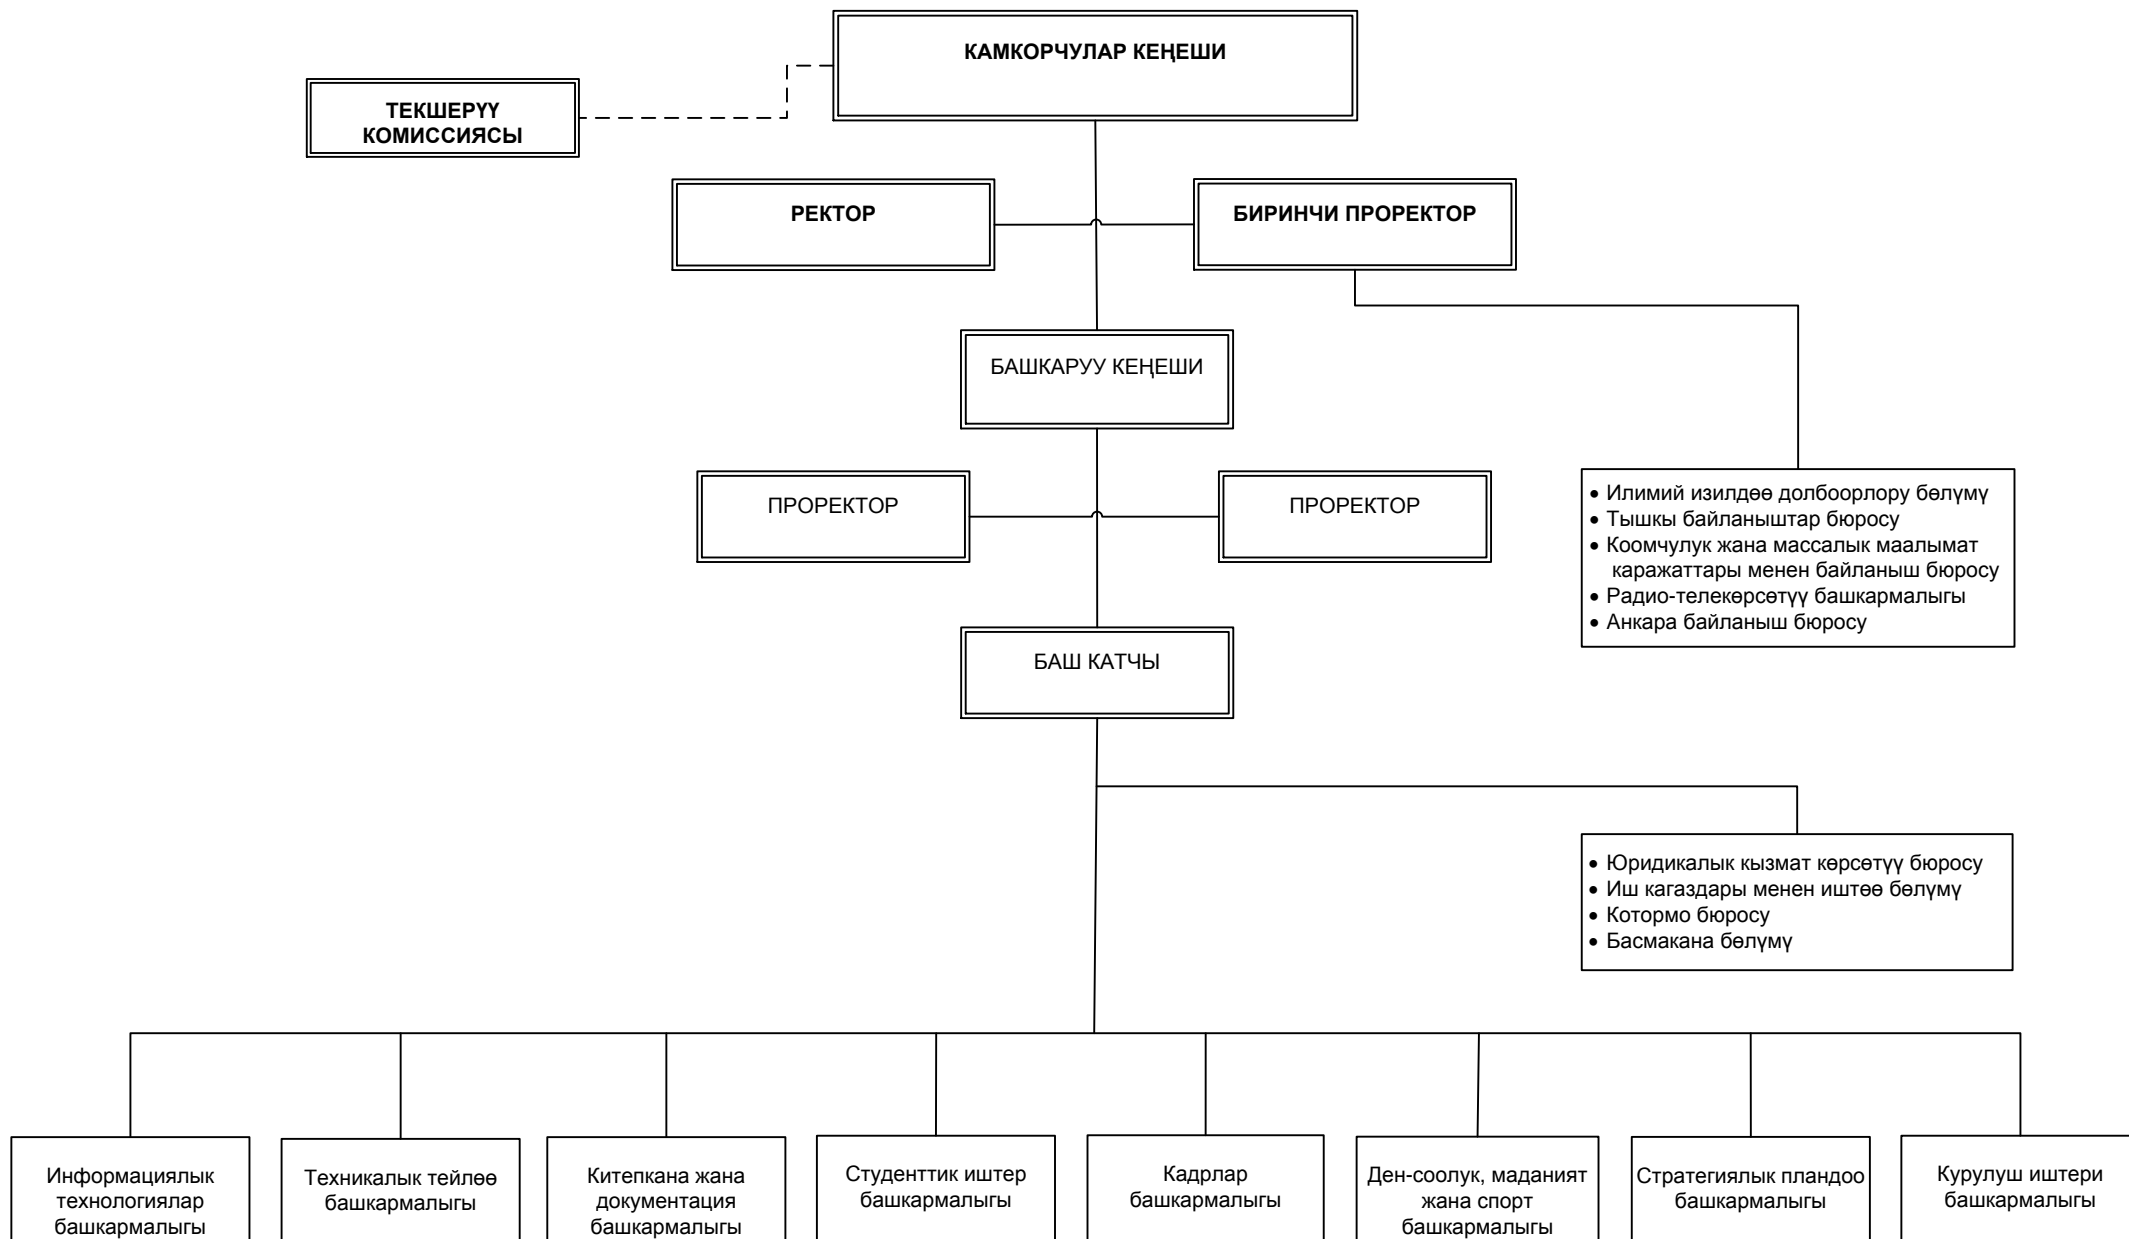 КАМКОРЧУЛАР КЕҢЕШИ
ТЕКШЕРҮҮ
КОМИССИЯСЫ
РЕКТОР
БИРИНЧИ ПРОРЕКТОР
БАШКАРУУ КЕҢЕШИ
ПРОРЕКТОР
ПРОРЕКТОР
• Илимий изилдөө долбоорлору бөлүмү
• Тышкы байланыштар бюросу
• Коомчулук жана массалык маалымат
каражаттары менен байланыш бюросу
• Радио-телекөрсөтүү башкармалыгы
• Анкара байланыш бюросу
БАШ КАТЧЫ
• Юридикалык кызмат көрсөтүү бюросу
• Иш кагаздары менен иштөө бөлүмү
• Котормо бюросу
• Басмакана бөлүмү
Информациялык
технологиялар
башкармалыгы
Техникалык тейлөө
башкармалыгы
Китепкана жана
документация
башкармалыгы
Студенттик иштер
башкармалыгы
Кадрлар
башкармалыгы
Ден-соолук, маданият
жана спорт
башкармалыгы
Стратегиялык пландоо
башкармалыгы
Курулуш иштери
башкармалыгы